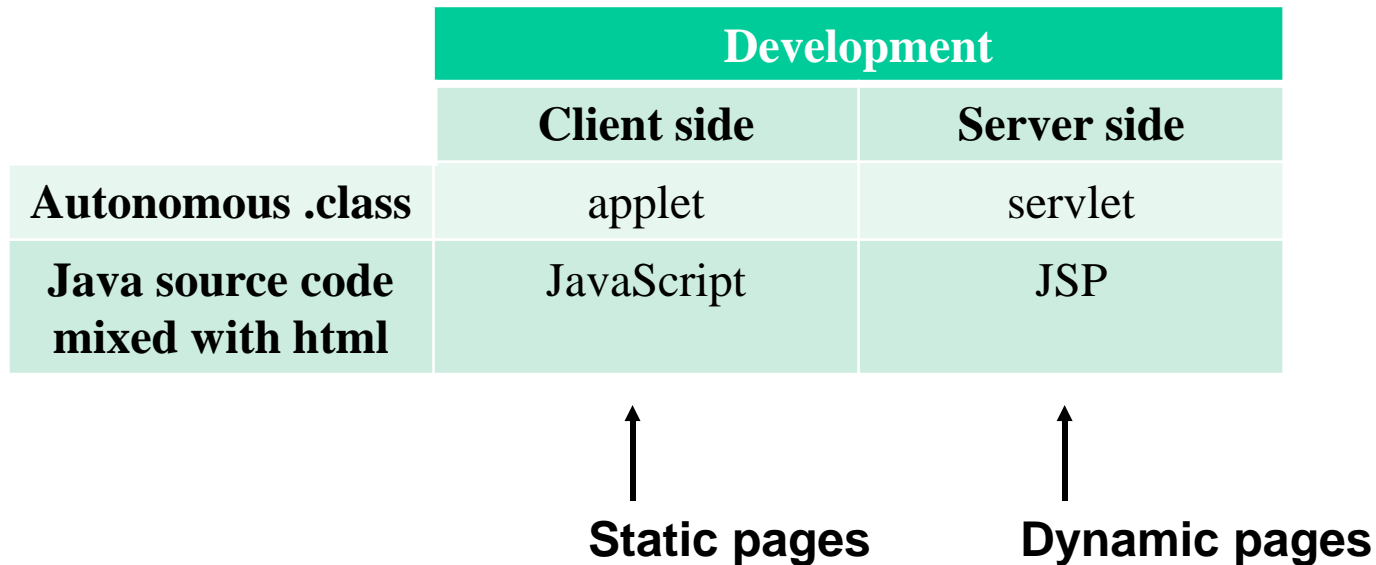 Development
Client side Server side
Autonomous .class applet servlet
Java source code JavaScript JSP
mixed with html
Static pages Dynamic pages